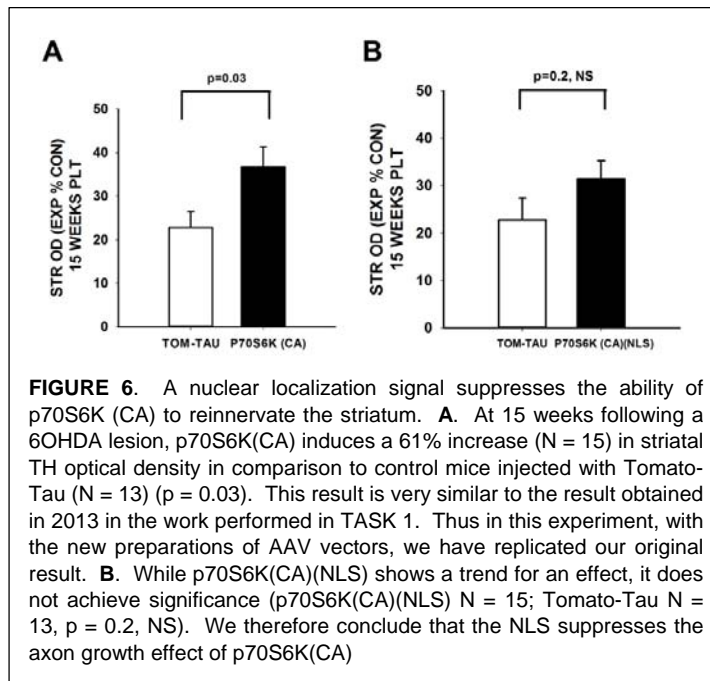 A
B
p=0.03
p=0.2, NS
STR OD (EXP % CON)
15 WEEKS PLT
50
40
30
20
10
0
TOM-TAU P70S6K (CA)
STR OD (EXP % CON)
15 WEEKS PLT
50
40
30
20
10
0
TOM-TAU P70S6K (CA)(NLS)
FIGURE 6. A nuclear localization signal suppresses the ability of
p70S6K (CA) to reinnervate the striatum. A. At 15 weeks following a
6OHDA lesion, p70S6K(CA) induces a 61% increase (N = 15) in striatal
TH optical density in comparison to control mice injected with Tomato-
Tau (N = 13) (p = 0.03). This result is very similar to the result obtained
in 2013 in the work performed in TASK 1. Thus in this experiment, with
the new preparations of AAV vectors, we have replicated our original
result. B. While p70S6K(CA)(NLS) shows a trend for an effect, it does
not achieve significance (p70S6K(CA)(NLS) N = 15; Tomato-Tau N =
13, p = 0.2, NS). We therefore conclude that the NLS suppresses the
axon growth effect of p70S6K(CA)